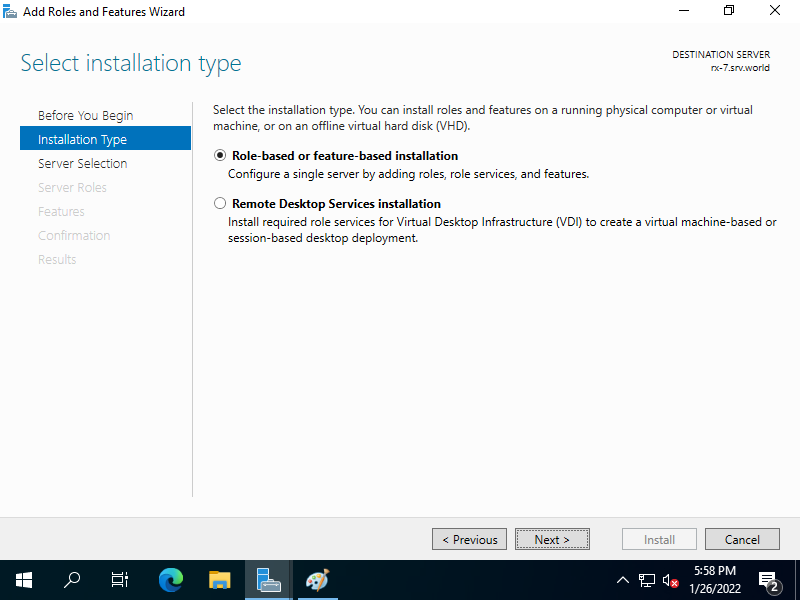 Add Roles and Features Wizard
Select installation type
DESTINATION SERVER
rx-7.srv.world
Before You Begin
Installation Type
Server Selection
Server Roles
Features
Confirmation
Results
Select the installation type. You can install roles and features on a running physical computer or virtual
machine, or on an offline virtual hard disk (VHD).
Role-based or feature-based installation
Configure a single server by adding roles, role services, and features.
Remote Desktop Services installation
Install required role services for Virtual Desktop Infrastructure (VDI) to create a virtual machine-based or
session-based desktop deployment.
< Previous
Next >
Install
Cancel
5:58 PM
1/26/2022
2